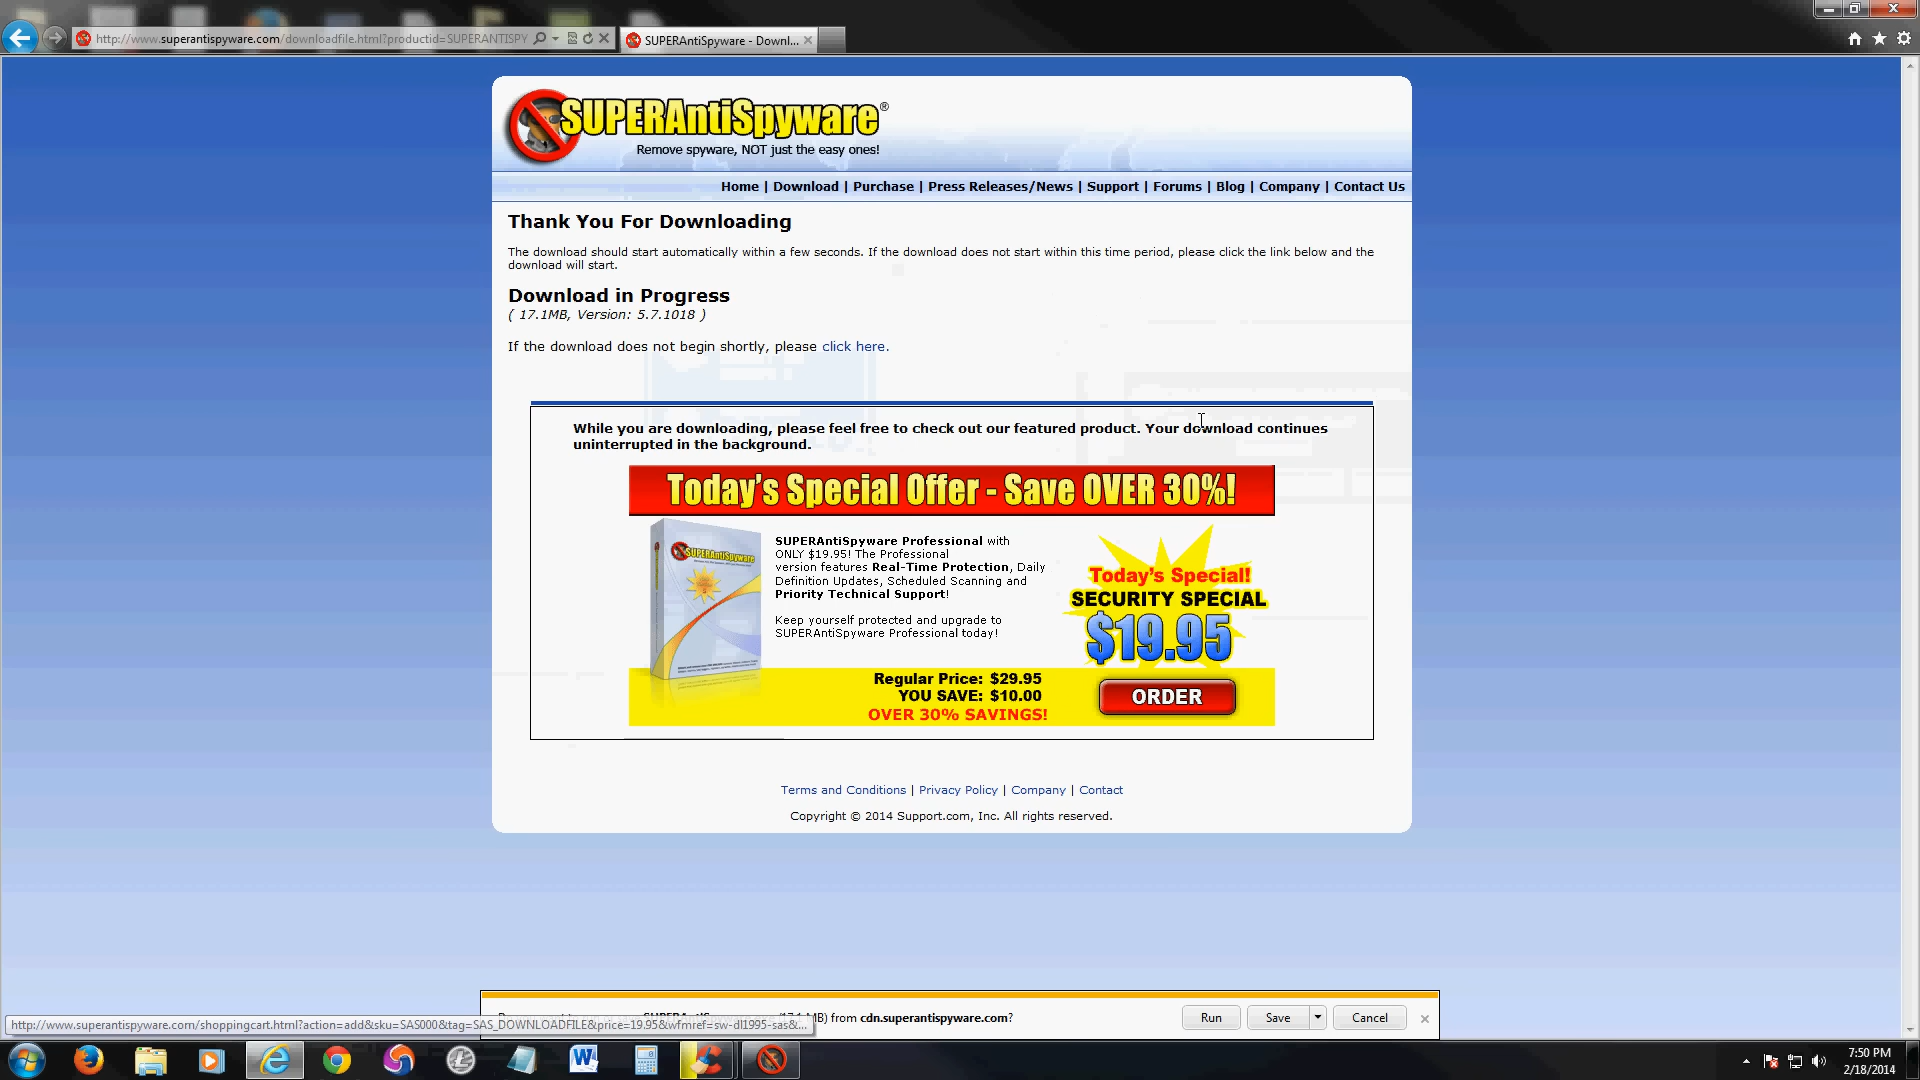 http://www.superantispyware.com/downloadfile.html?productid=SUPERANTISPY
SUPERAntiSpyware - Downl...
SUPERAntiSpyware®
Remove spyware, NOT just the easy ones!
Home | Download | Purchase | Press Releases/News | Support | Forums | Blog | Company | Contact Us
Thank You For Downloading
The download should start automatically within a few seconds. If the download does not start within this time period, please click the link below and the
download will start.
Download in Progress
( 17.1MB, Version: 5.7.1018 )
If the download does not begin shortly, please click here.
While you are downloading, please feel free to check out our featured product. Your download continues
uninterrupted in the background.
Today's Special Offer - Save OVER 30%!
SUPERAntiSpyware
SUPERAntiSpyware Professional with
ONLY $19.95! The Professional
version features Real-Time Protection, Daily
Definition Updates, Scheduled Scanning and
Priority Technical Support!
Keep yourself protected and upgrade to
SUPERAntiSpyware Professional today!
Today's Special!
SECURITY SPECIAL
$19.95
Regular Price: $29.95
YOU SAVE: $10.00
OVER 30% SAVINGS!
ORDER
Terms and Conditions | Privacy Policy | Company | Contact
Copyright © 2014 Support.com, Inc. All rights reserved.
from cdn.superantispyware.com?
Run
Save
Cancel
http://www.superantispyware.com/shoppingcart.html?action=add&sku=SAS000&tag=SAS_DOWNLOADFILE&price=19.95&wfmref=sw-dl1995-sas&...
7:50 PM
2/18/2014